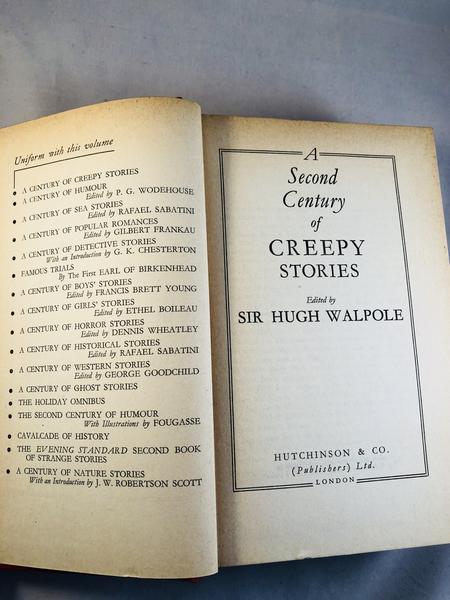 Uniform with this volume
• A CENTURY OF CREEPY STORIES
• A CENTURY OF HUMOUR
Edited by P. G. WODEHOUSE
• A CENTURY OF SEA STORIES
Edited by RAFAEL SABATINI
• A CENTURY OF POPULAR ROMANCES
Edited by GILBERT FRANKAU
• A CENTURY OF DETECTIVE STORIES
With an Introduction by G. K. CHESTERTON
• FAMOUS TRIALS
By The First EARL OF BIRKENHEAD
• A CENTURY OF BOYS' STORIES
Edited by FRANCIS BRETT YOUNG
• A CENTURY OF GIRLS' STORIES
Edited by ETHEL BOILEAU
• A CENTURY OF HORROR STORIES
Edited by DENNIS WHEATLEY
• A CENTURY OF HISTORICAL STORIES
Edited by RAFAEL SABATINI
• A CENTURY OF WESTERN STORIES
Edited by GEORGE GOODCHILD
• A CENTURY OF GHOST STORIES
• THE HOLIDAY OMNIBUS
• THE SECOND CENTURY OF HUMOUR
With Illustrations by FOUGASSE
• CAVALCADE OF HISTORY
• THE EVENING STANDARD SECOND BOOK
OF STRANGE STORIES
• A CENTURY OF NATURE STORIES
With an Introduction by J. W. ROBERTSON SCOTT
A
Second
Century
of
CREEPY
STORIES
Edited by
SIR HUGH WALPOLE
HUTCHINSON & CO.
(Publishers) Ltd.
LONDON